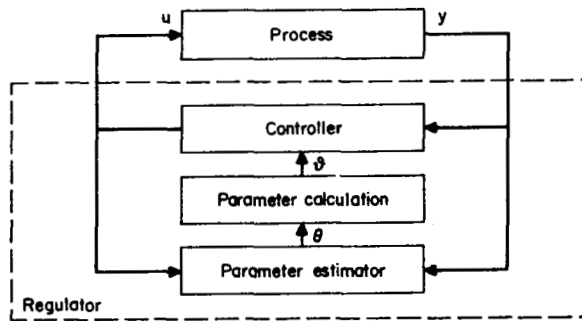 u
y
Process
Controller
ϑ
Parameter calculation
θ
Parameter estimator
Regulator